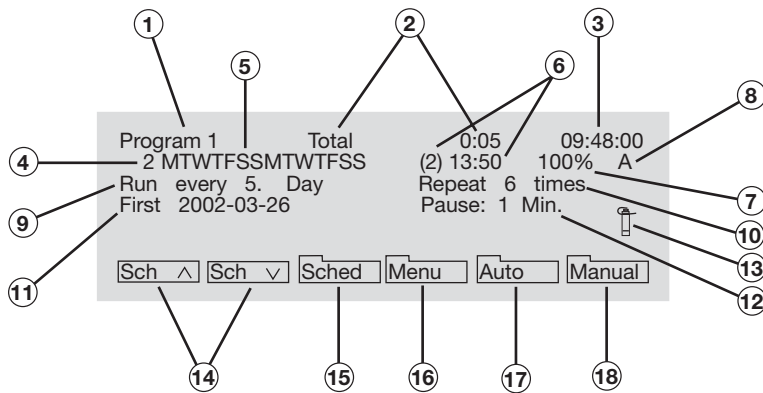 1 2 3
5 6
8
Program 1 Total 0:05 09:48:00
4 2 MTWTFSSMTWTFSS (2) 13:50 100% A
Run every 5. Day Repeat 6 times
7
9 First 2002-03-26 Pause: 1 Min.
10
13
11 Sch ∧ Sch ∨ Sched Menu Auto Manual
12
14 15 16 17 18